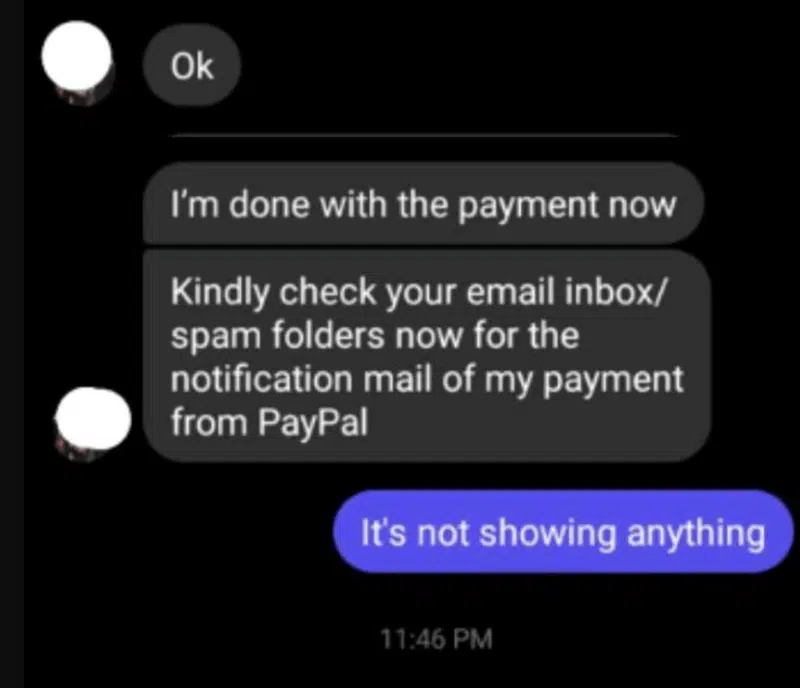 Ok
I'm done with the payment now
Kindly check your email inbox/
spam folders now for the
notification mail of my payment
from PayPal
It's not showing anything
11:46 PM